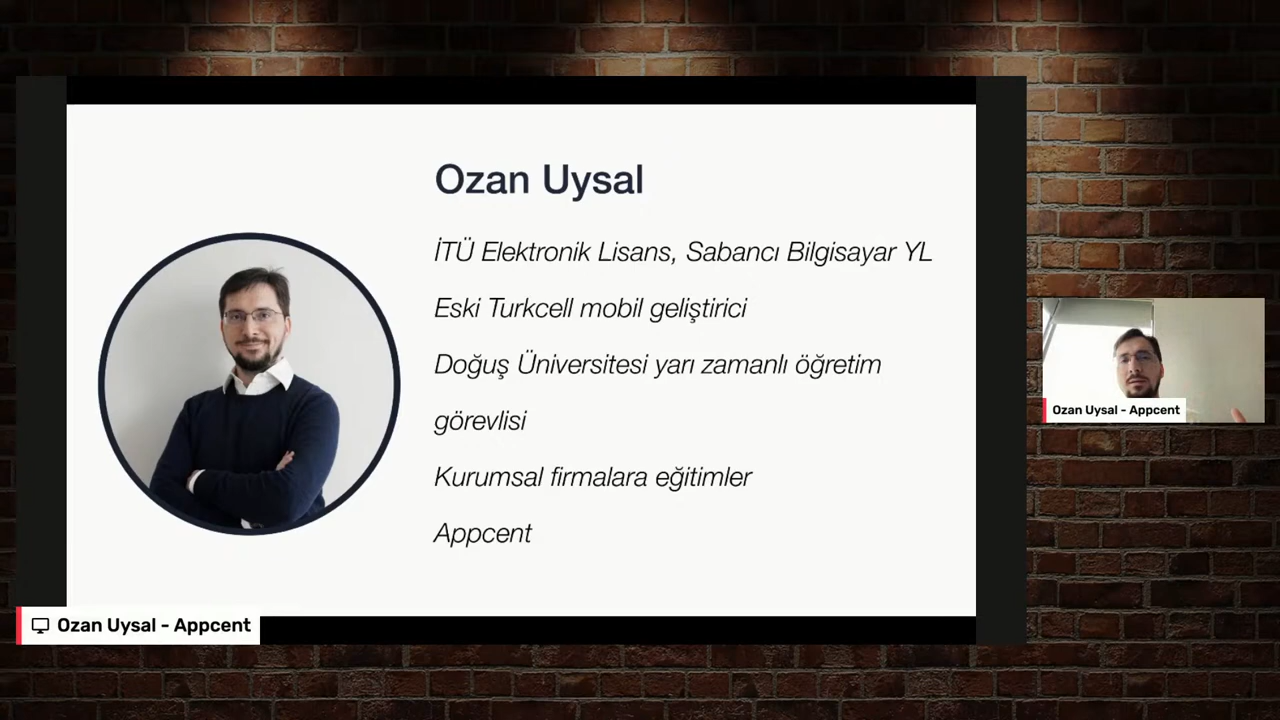 Ozan Uysal
İTÜ Elektronik Lisans, Sabancı Bilgisayar YL
Eski Turkcell mobil geliştirici
Doğuş Üniversitesi yarı zamanlı öğretim
görevlisi
Kurumsal firmalara eğitimler
Appcent
Ozan Uysal - Appcent
Ozan Uysal - Appcent